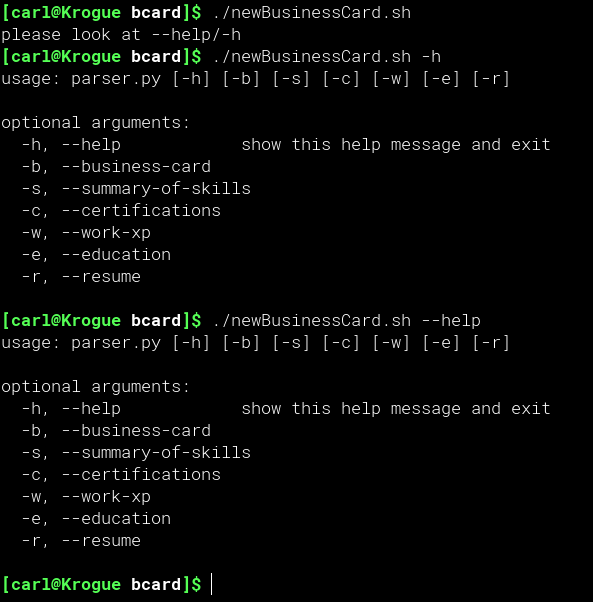 [carl@Krogue bcard]$ ./newBusinessCard.sh
please look at --help/-h
[carl@Krogue bcard]$ ./newBusinessCard.sh -h
usage: parser.py [-h] [-b] [-s] [-c] [-w] [-e] [-r]

optional arguments:
  -h, --help            show this help message and exit
  -b, --business-card
  -s, --summary-of-skills
  -c, --certifications
  -w, --work-xp
  -e, --education
  -r, --resume

[carl@Krogue bcard]$ ./newBusinessCard.sh --help
usage: parser.py [-h] [-b] [-s] [-c] [-w] [-e] [-r]

optional arguments:
  -h, --help            show this help message and exit
  -b, --business-card
  -s, --summary-of-skills
  -c, --certifications
  -w, --work-xp
  -e, --education
  -r, --resume

[carl@Krogue bcard]$